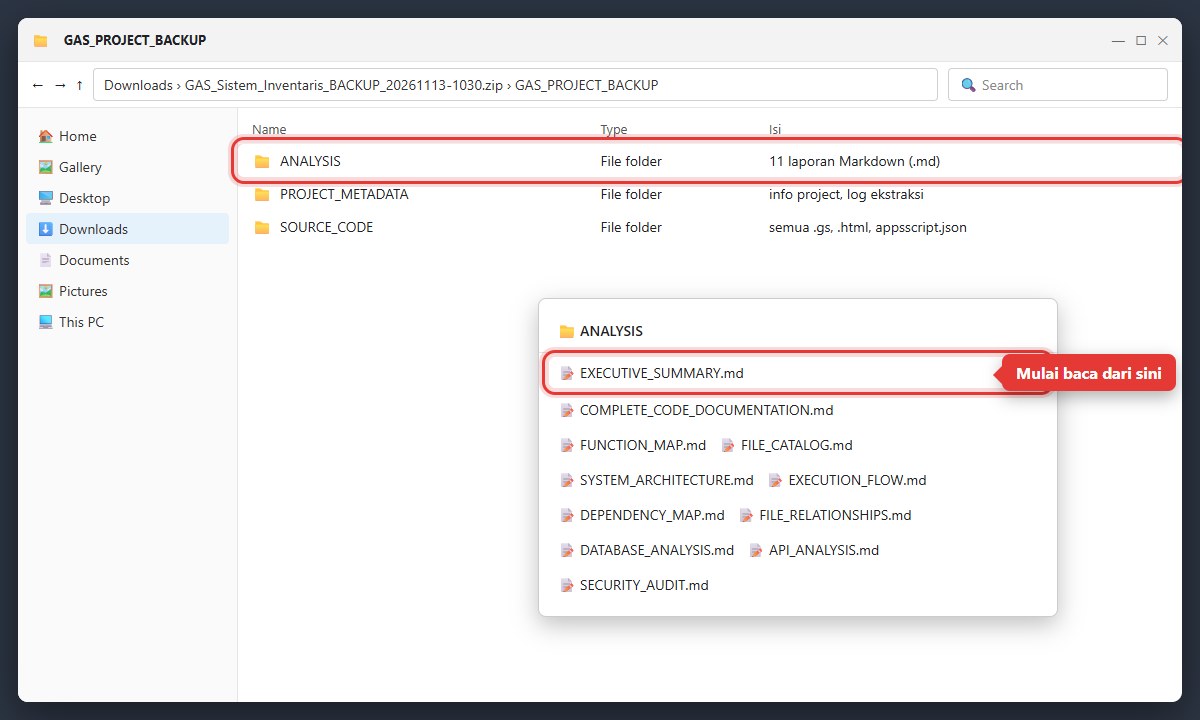 GAS_PROJECT_BACKUP
Downloads › GAS_Sistem_Inventaris_BACKUP_20261113-1030.zip › GAS_PROJECT_BACKUP
Search
Home
Gallery
Desktop
Downloads
Documents
Pictures
This PC
Name Type Isi
ANALYSIS File folder 11 laporan Markdown (.md)
PROJECT_METADATA File folder info project, log ekstraksi
SOURCE_CODE File folder semua .gs, .html, appsscript.json
ANALYSIS
EXECUTIVE_SUMMARY.md
Mulai baca dari sini
COMPLETE_CODE_DOCUMENTATION.md
FUNCTION_MAP.md FILE_CATALOG.md
SYSTEM_ARCHITECTURE.md EXECUTION_FLOW.md
DEPENDENCY_MAP.md FILE_RELATIONSHIPS.md
DATABASE_ANALYSIS.md API_ANALYSIS.md
SECURITY_AUDIT.md